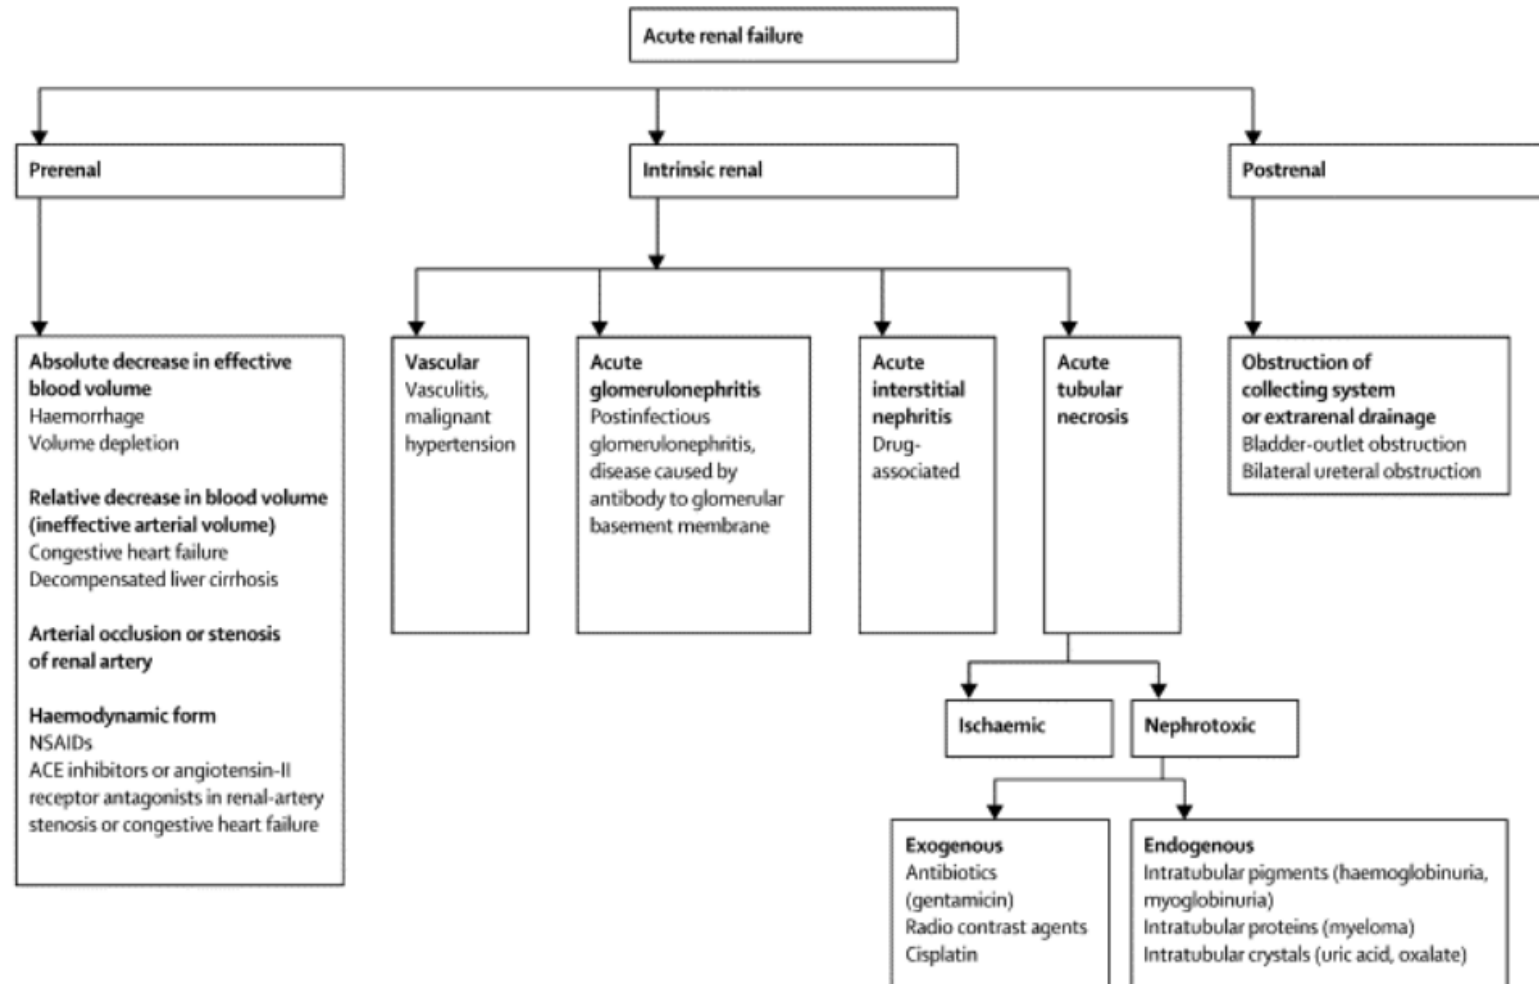 Acute renal failure
Prerenal
Intrinsic renal
Postrenal
Absolute decrease in effective
blood volume
Haemorrhage
Volume depletion
Relative decrease in blood volume
(ineffective arterial volume)
Congestive heart failure
Decompensated liver cirrhosis
Arterial occlusion or stenosis
of renal artery
Haemodynamic form
NSAIDs
ACE inhibitors or angiotensin-II
receptor antagonists in renal-artery
stenosis or congestive heart failure
Vascular
Vasculitis,
malignant
hypertension
Acute
glomerulonephritis
Postinfectious
glomerulonephritis,
disease caused by
antibody to glomerular
basement membrane
Acute
interstitial
nephritis
Drug-
associated
Acute
tubular
necrosis
Obstruction of
collecting system
or extrarenal drainage
Bladder-outlet obstruction
Bilateral ureteral obstruction
Ischaemic
Nephrotoxic
Exogenous
Antibiotics
(gentamicin)
Radio contrast agents
Cisplatin
Endogenous
Intratubular pigments (haemoglobinuria,
myoglobinuria)
Intratubular proteins (myeloma)
Intratubular crystals (uric acid, oxalate)